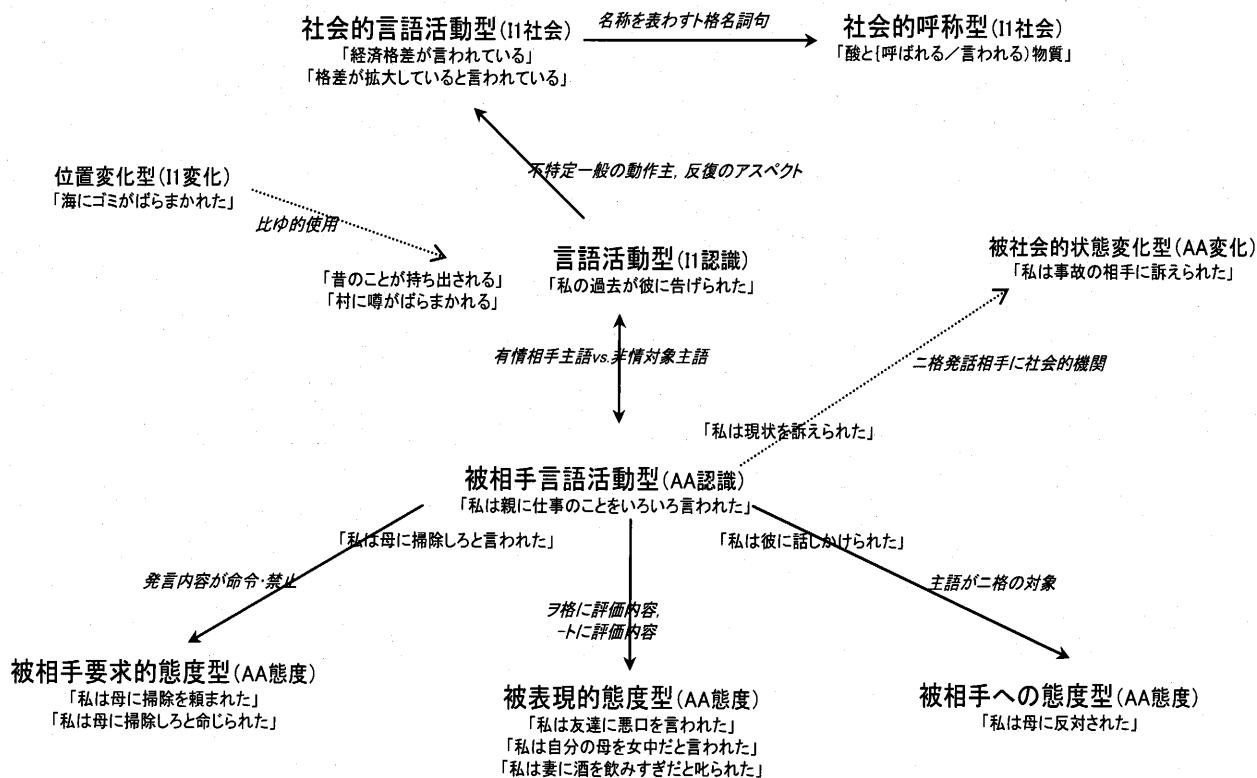 社会的言語活動型(I1社会)
「経済格差が言われている」
「格差が拡大していると言われている」
名称を表わすト格名詞句
社会的呼称型(I1社会)
「酸と{呼ばれる／言われる)物質」
不特定一般の動作主, 反復のアスペクト
位置変化型(I1変化)
「海にゴミがばらまかれた」
比ゆ的使用
「昔のことが持ち出される」
「村に噂がばらまかれる」
言語活動型(I1認識)
「私の過去が彼に告げられた」
被社会的状態変化型(AA変化)
「私は事故の相手に訴えられた」
有情相手主語vs.非情対象主語
ニ格発話相手に社会的機関
「私は現状を訴えられた」
被相手言語活動型(AA認識)
「私は親に仕事のことをいろいろ言われた」
「私は母に掃除しろと言われた」
「私は彼に話しかけられた」
発言内容が命令・禁止
ヲ格に評価内容,
-トに評価内容
主語がニ格の対象
被相手要求的態度型(AA態度)
「私は母に掃除を頼まれた」
「私は母に掃除しろと命じられた」
被表現的態度型(AA態度)
「私は友達に悪口を言われた」
「私は自分の母を女中だと言われた」
「私は妻に酒を飲みすぎだと叱られた」
被相手への態度型(AA態度)
「私は母に反対された」